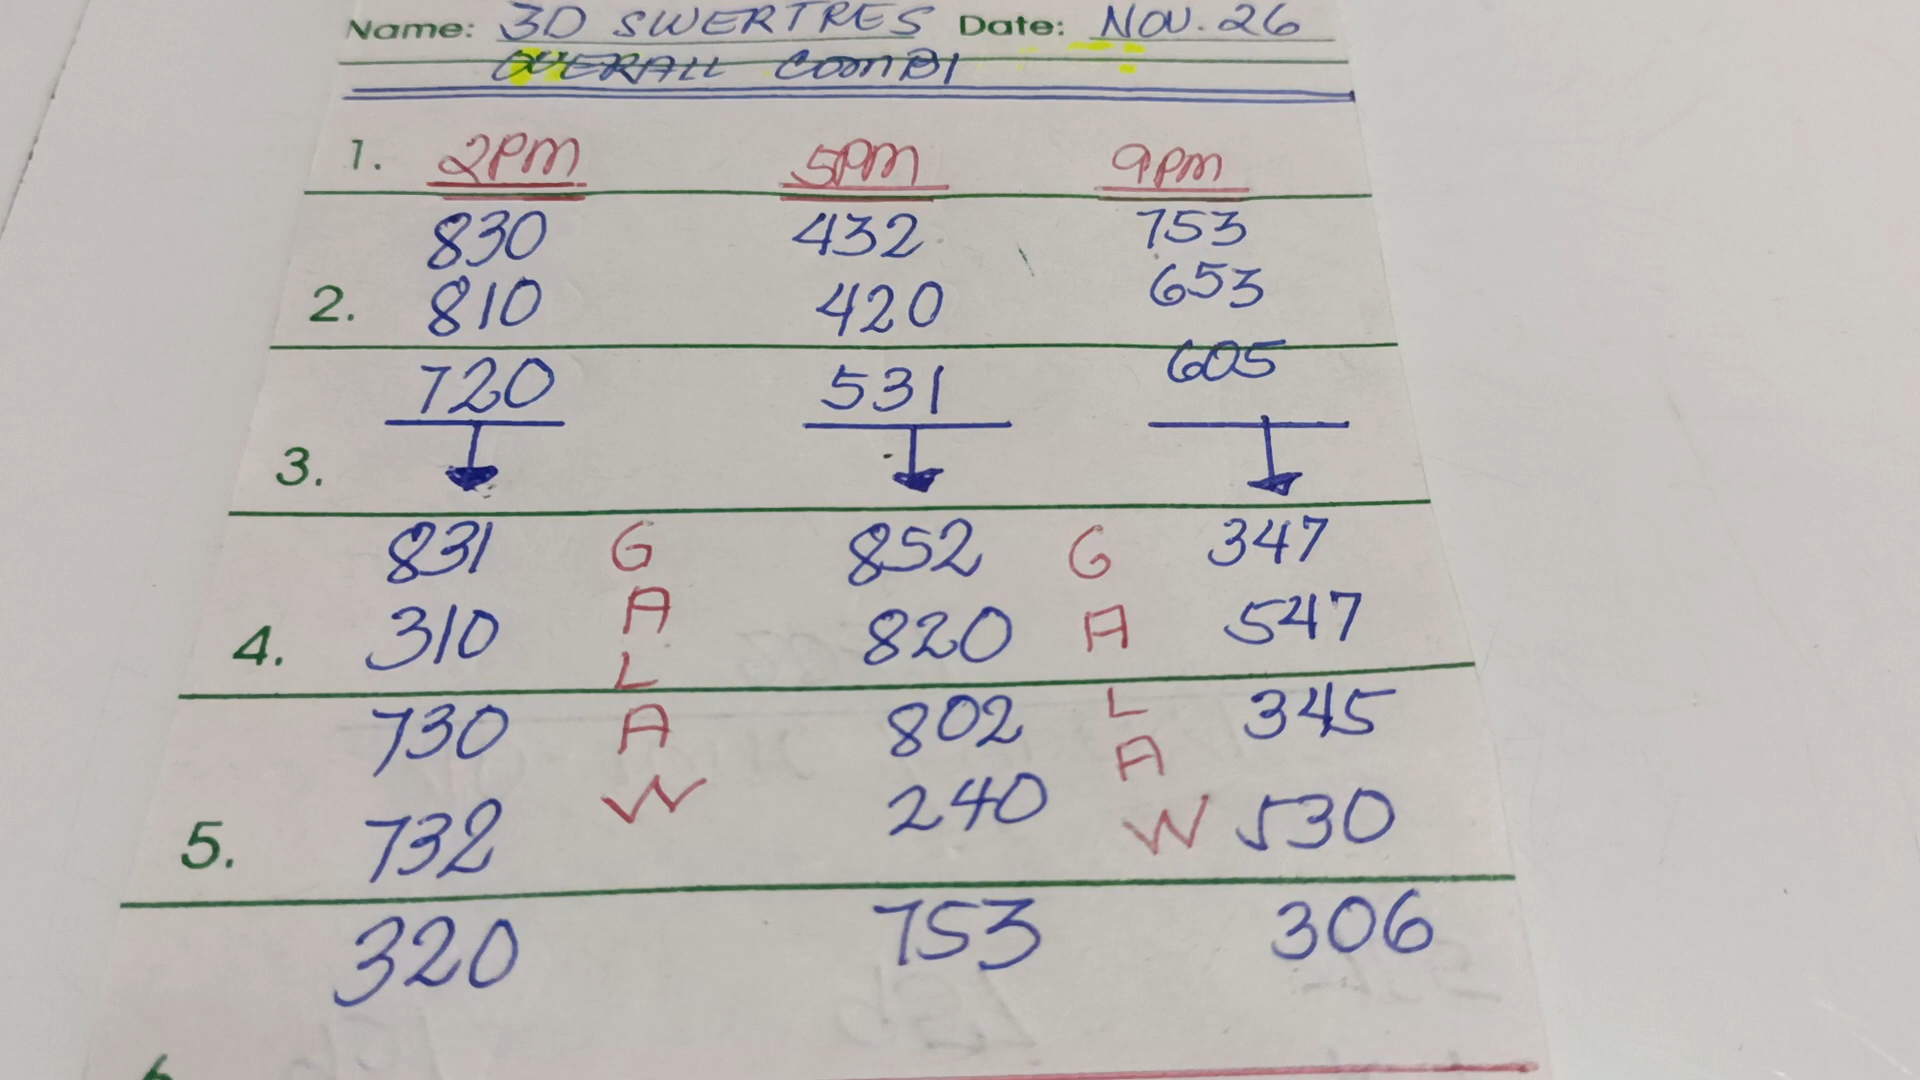 Name: 3D SWERTRES Date: NOV. 26
OVERALL COMBI
1. 2PM 5PM 9PM
830 432 753
2. 810 420 653
720 531 605
3.
831 G 852 G 347
4. 310 A 820 A 547
L
730 A 802 L 345
A
5. 732 W 240 W 530
320 753 306